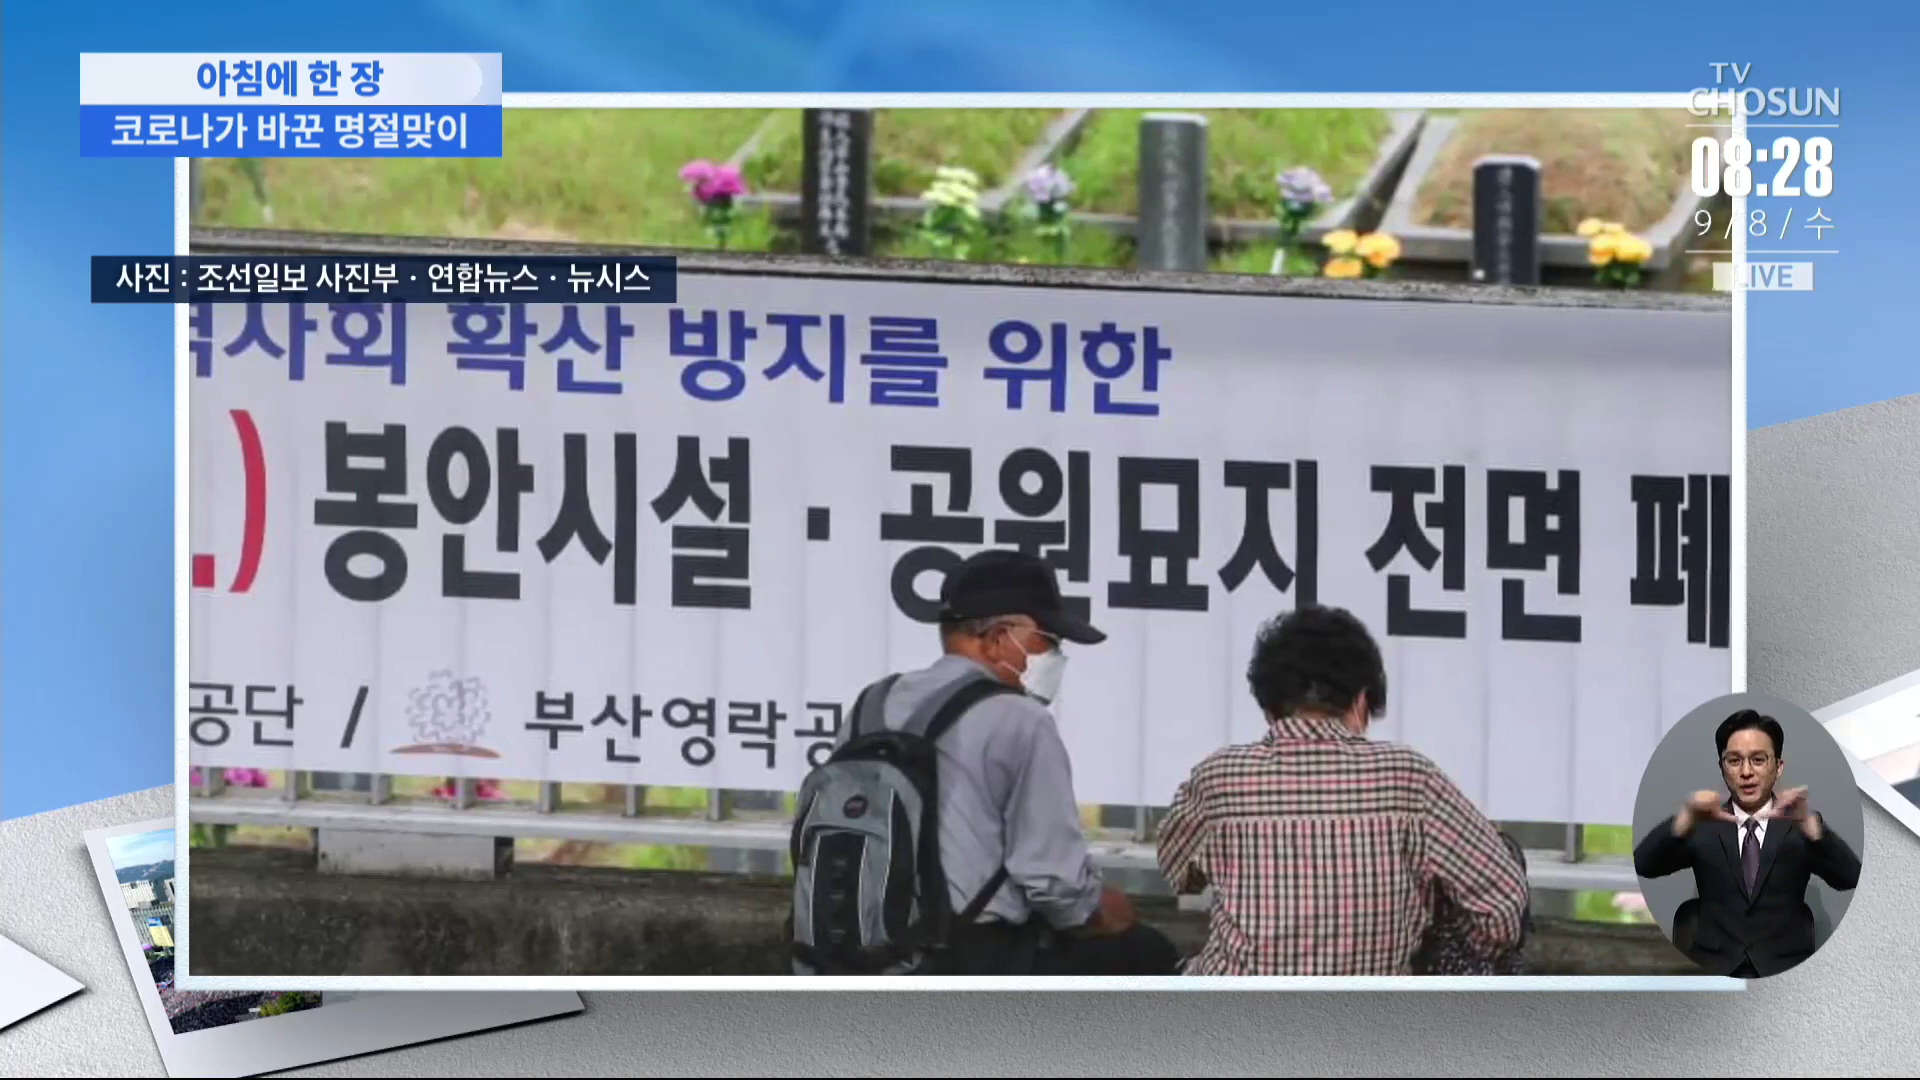 아침에 한 장
코로나가 바꾼 명절맞이
TV
CHOSUN
08:28
9/8/수
LIVE
사진 : 조선일보 사진부 · 연합뉴스 · 뉴시스
사회 확산 방지를 위한
.) 봉안시설 · 공원묘지 전면 폐
공단 / 부산영락공